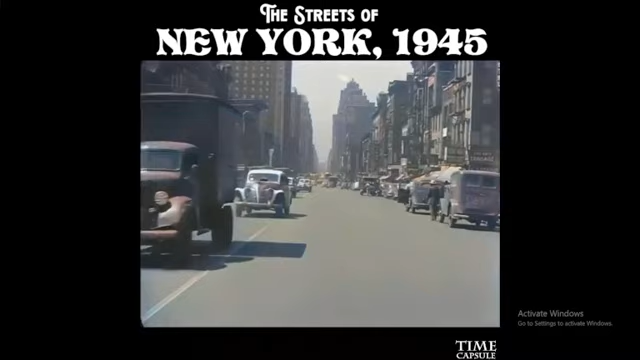 THE STREETS OF
NEW YORK, 1945
Activate Windows
Go to Settings to activate Windows.
TIME
CAPSULE